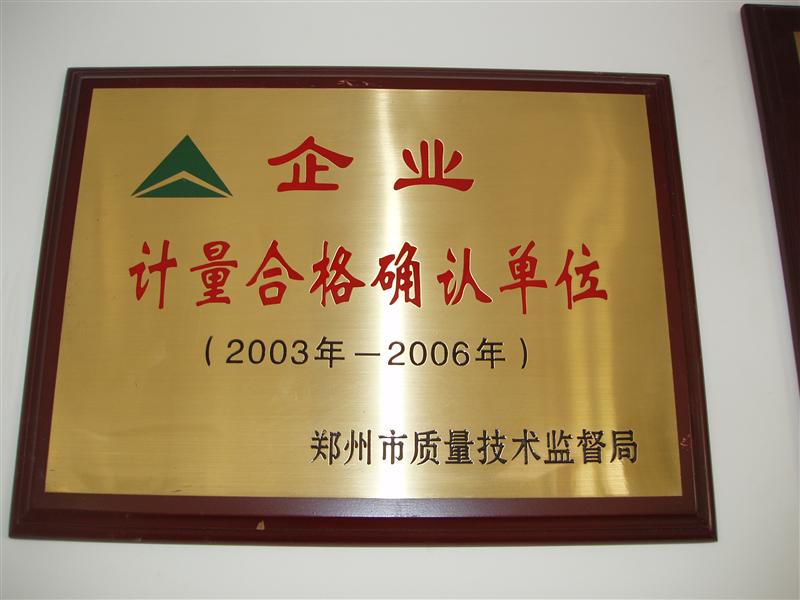 企业
计量合格确认单位
（2003年－2006年）
郑州市质量技术监督局